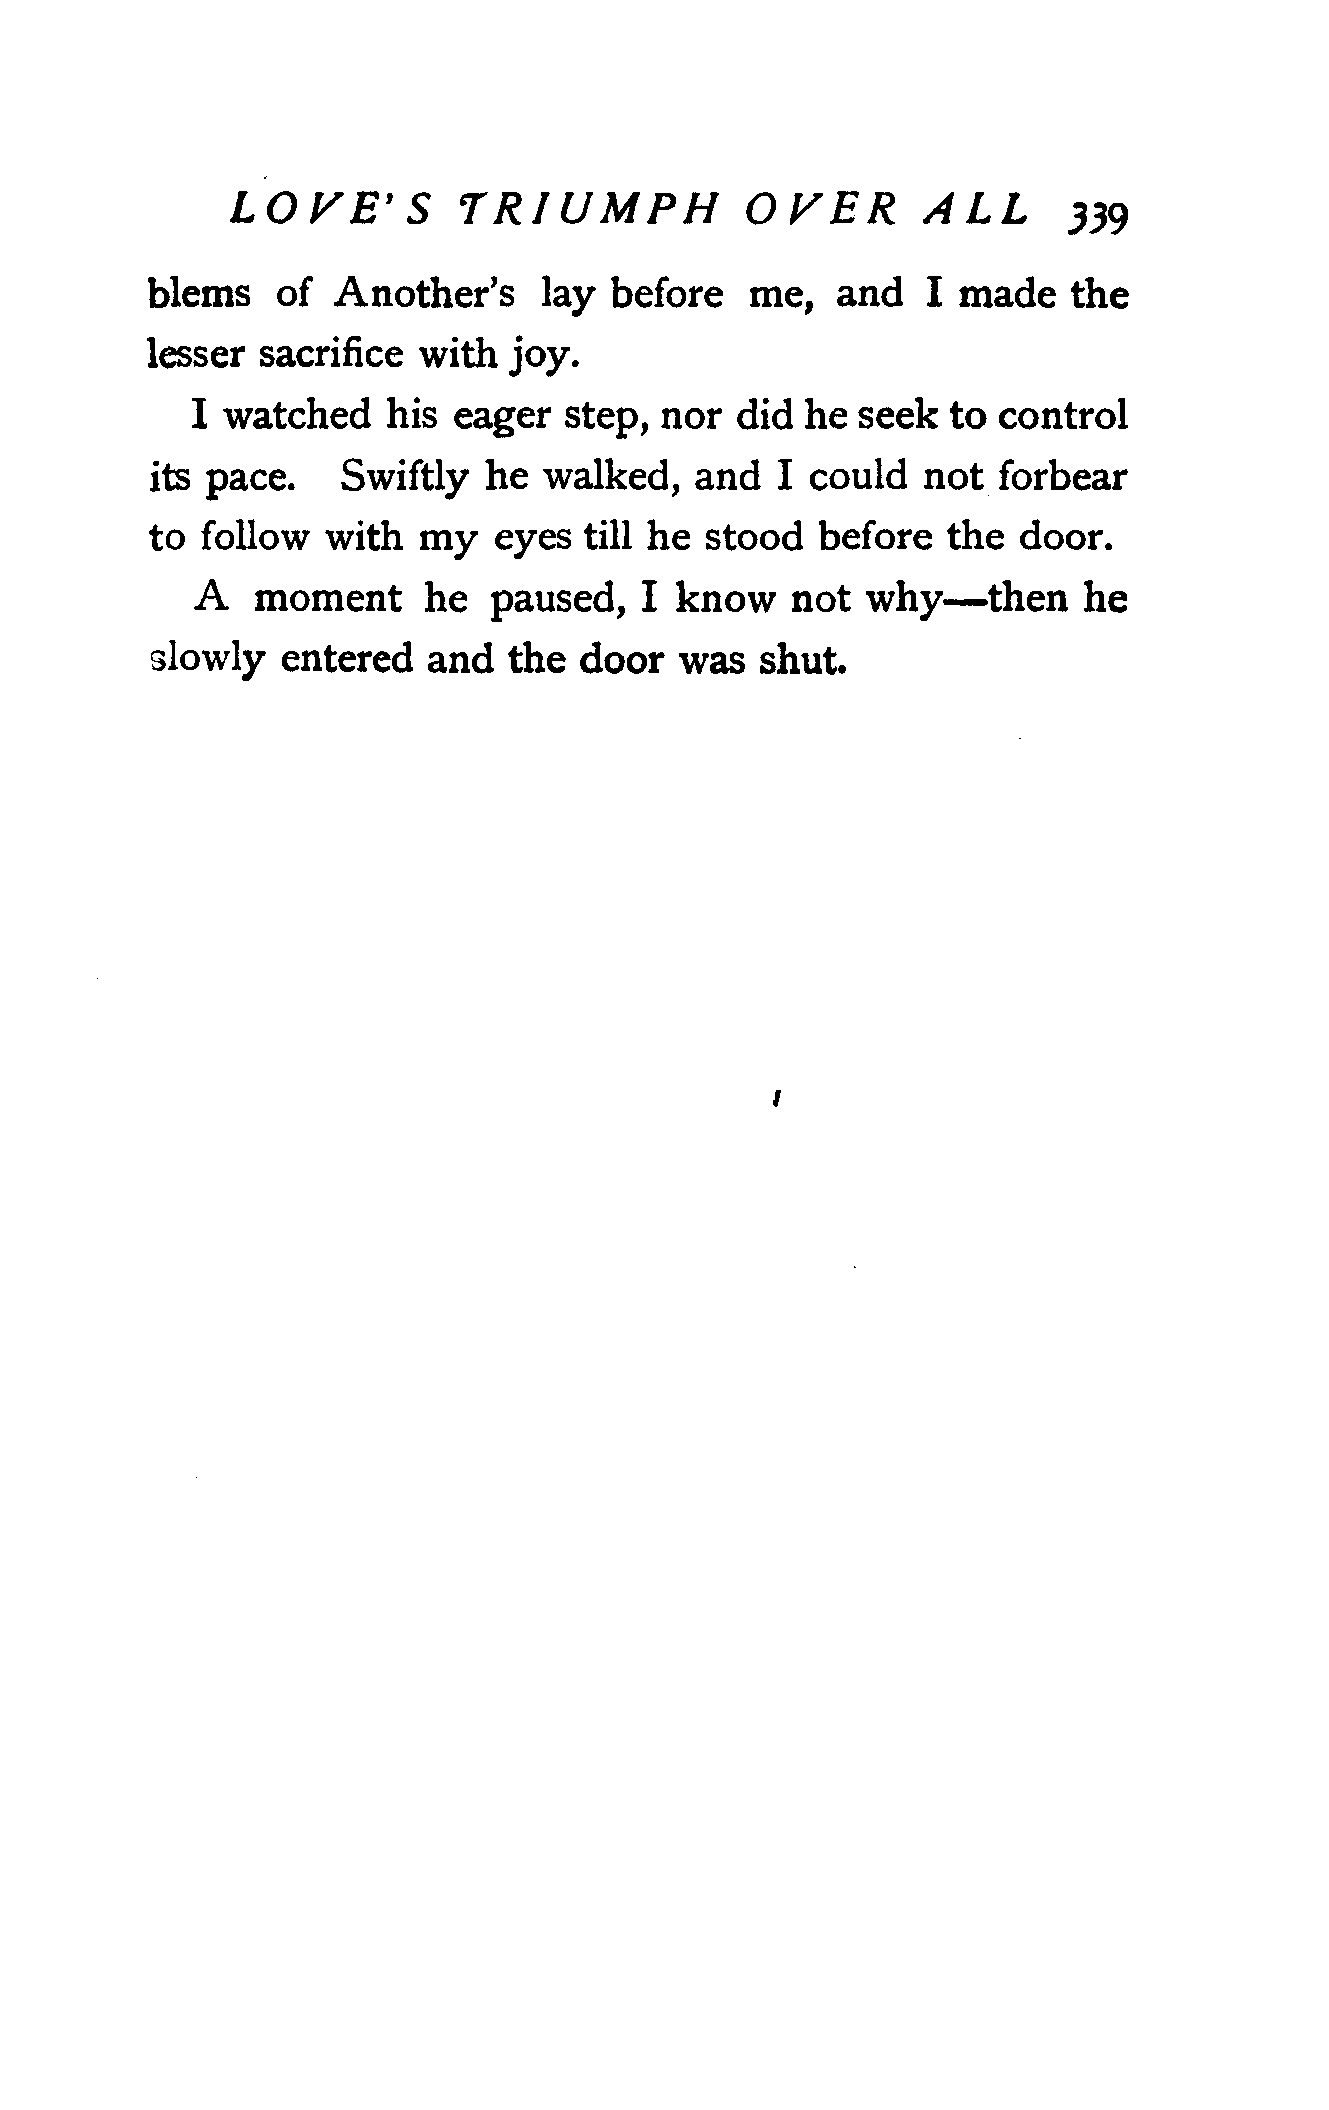 LOVE'S TRIUMPH OVER ALL 339
blems of Another's lay before me, and I made the
lesser sacrifice with joy.
I watched his eager step, nor did he seek to control
its pace. Swiftly he walked, and I could not forbear
to follow with my eyes till he stood before the door.
A moment he paused, I know not why—then he
slowly entered and the door was shut.